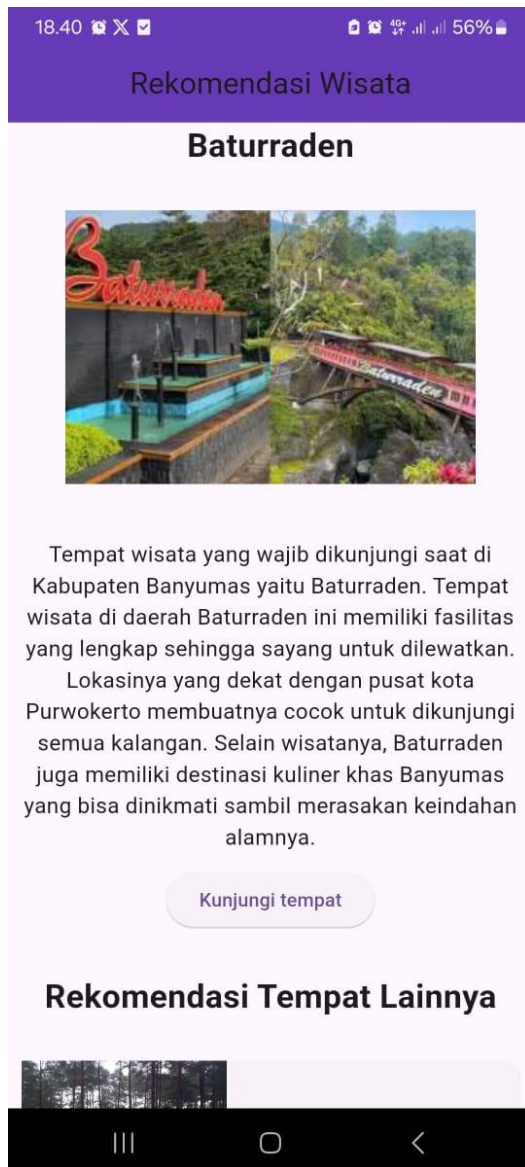 18.40
4G+
56%
Rekomendasi Wisata
Baturraden
Baturraden
Baturraden
Tempat wisata yang wajib dikunjungi saat di
Kabupaten Banyumas yaitu Baturraden. Tempat
wisata di daerah Baturraden ini memiliki fasilitas
yang lengkap sehingga sayang untuk dilewatkan.
Lokasinya yang dekat dengan pusat kota
Purwokerto membuatnya cocok untuk dikunjungi
semua kalangan. Selain wisatanya, Baturraden
juga memiliki destinasi kuliner khas Banyumas
yang bisa dinikmati sambil merasakan keindahan
alamnya.
Kunjungi tempat
Rekomendasi Tempat Lainnya